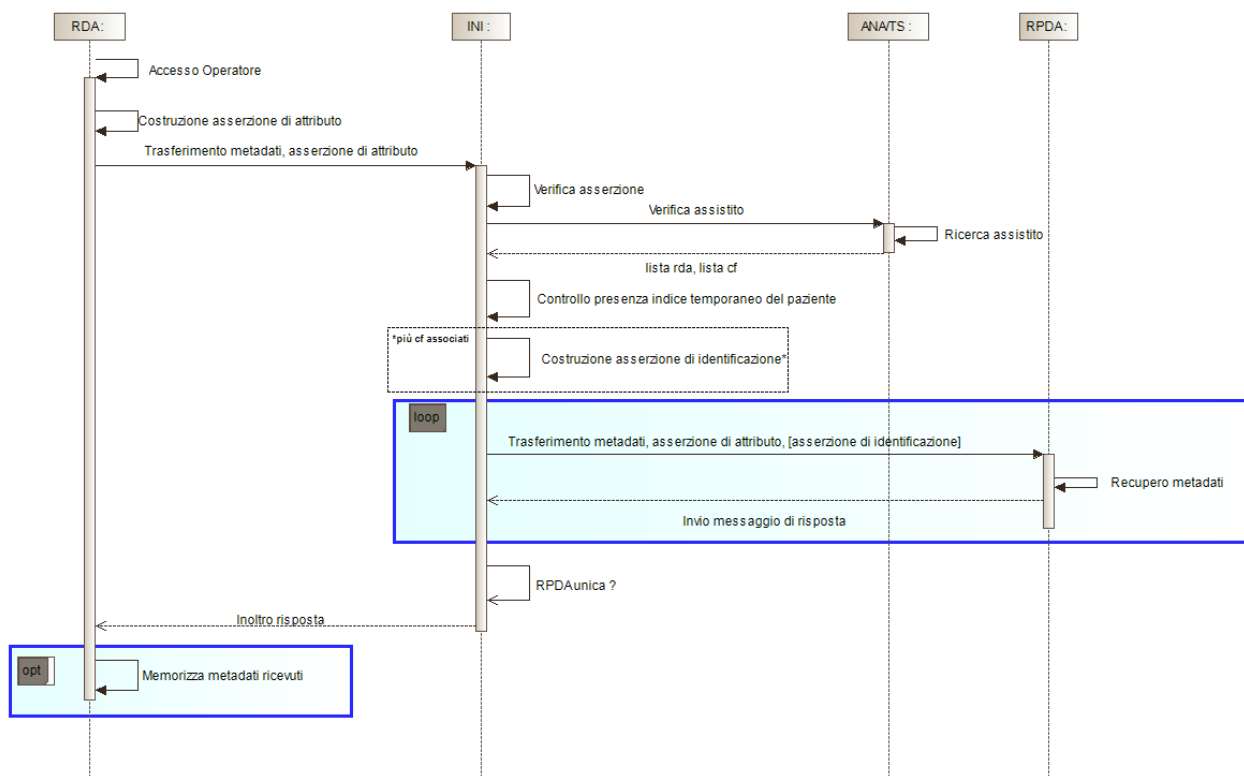 RDA:
INI :
ANA/TS :
RPDA:
Accesso Operatore
Costruzione asserzione di attributo
Trasferimento metadati, asserzione di attributo
Verifica asserzione
Verifica assistito
Ricerca assistito
lista rda, lista cf
Controllo presenza indice temporaneo del paziente
*più cf associati
Costruzione asserzione di identificazione*
loop
Trasferimento metadati, asserzione di attributo, [asserzione di identificazione]
Recupero metadati
Invio messaggio di risposta
RPDAunica ?
Inoltro risposta
opt
Memorizza metadati ricevuti